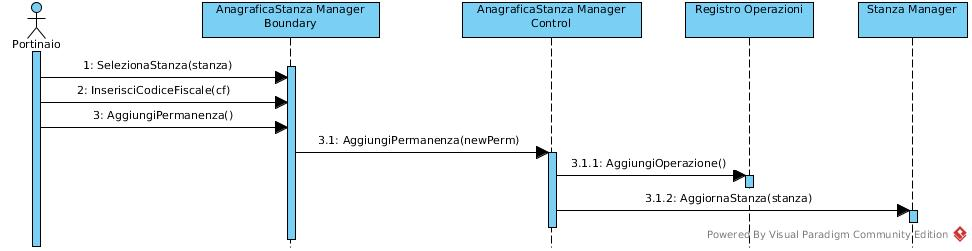 AnagraficaStanza Manager
Boundary
AnagraficaStanza Manager
Control
Registro Operazioni
Stanza Manager
Portinaio
1: SelezionaStanza(stanza)
2: InserisciCodiceFiscale(cf)
3: AggiungiPermanenza()
3.1: AggiungiPermanenza(newPerm)
3.1.1: AggiungiOperazione()
3.1.2: AggiornaStanza(stanza)
Powered By Visual Paradigm Community Edition